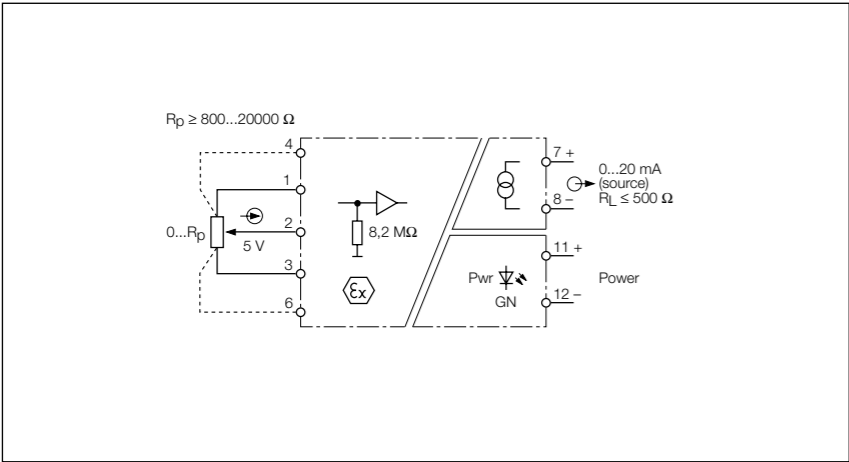 Rp ≥ 800...20000 Ω
4
1
2
3
6
0...Rp
5 V
8,2 MΩ
εx
7 +
8 –
0...20 mA
(source)
RL ≤ 500 Ω
11 +
12 –
Pwr
GN
Power